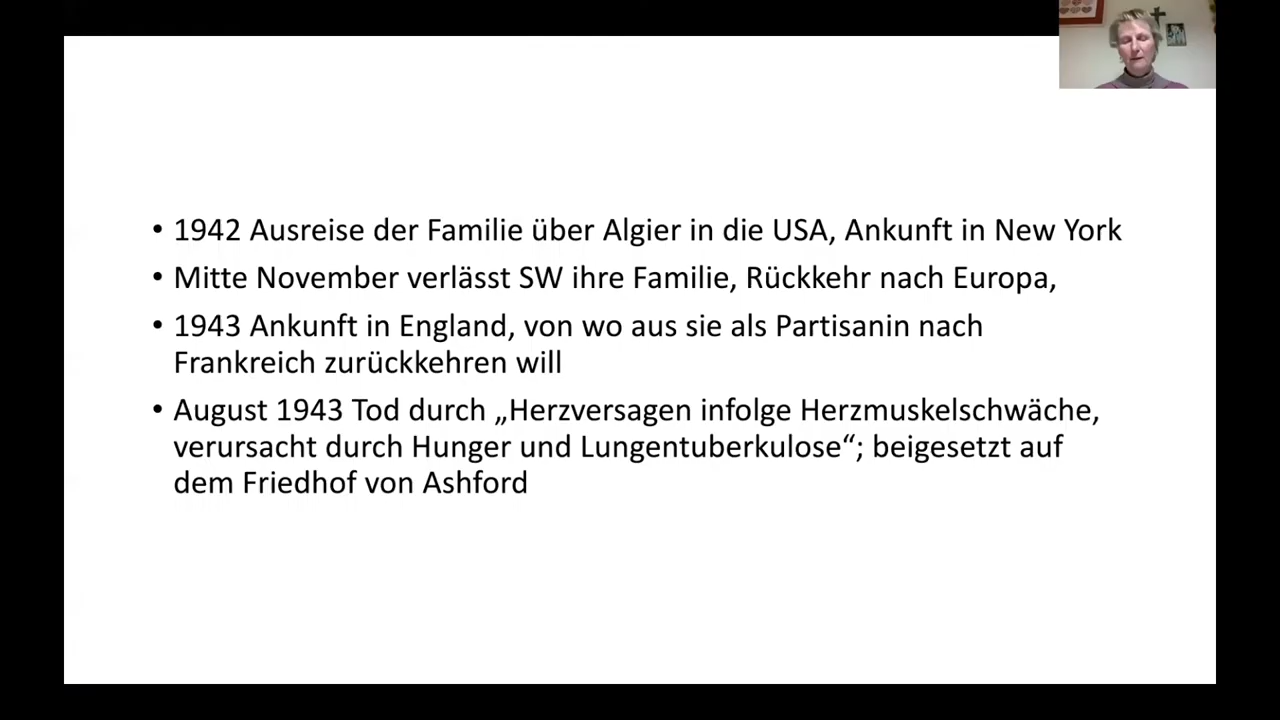 • 1942 Ausreise der Familie über Algier in die USA, Ankunft in New York
• Mitte November verlässt SW ihre Familie, Rückkehr nach Europa,
• 1943 Ankunft in England, von wo aus sie als Partisanin nach
Frankreich zurückkehren will
• August 1943 Tod durch „Herzversagen infolge Herzmuskelschwäche,
verursacht durch Hunger und Lungentuberkulose“; beigesetzt auf
dem Friedhof von Ashford